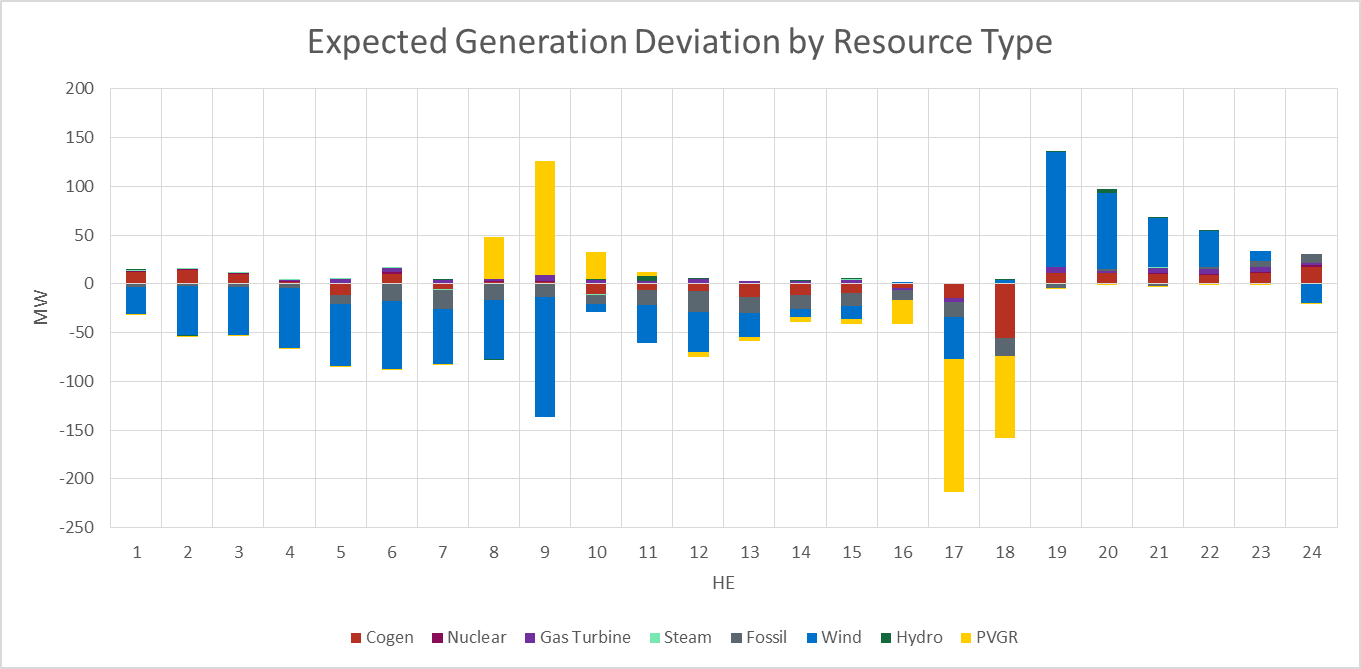 Expected Generation Deviation by Resource Type
200
150
100
50
0
-50
-100
-150
-200
-250
MW
1 2 3 4 5 6 7 8 9 10 11 12 13 14 15 16 17 18 19 20 21 22 23 24
HE
Cogen Nuclear Gas Turbine Steam Fossil Wind Hydro PVGR